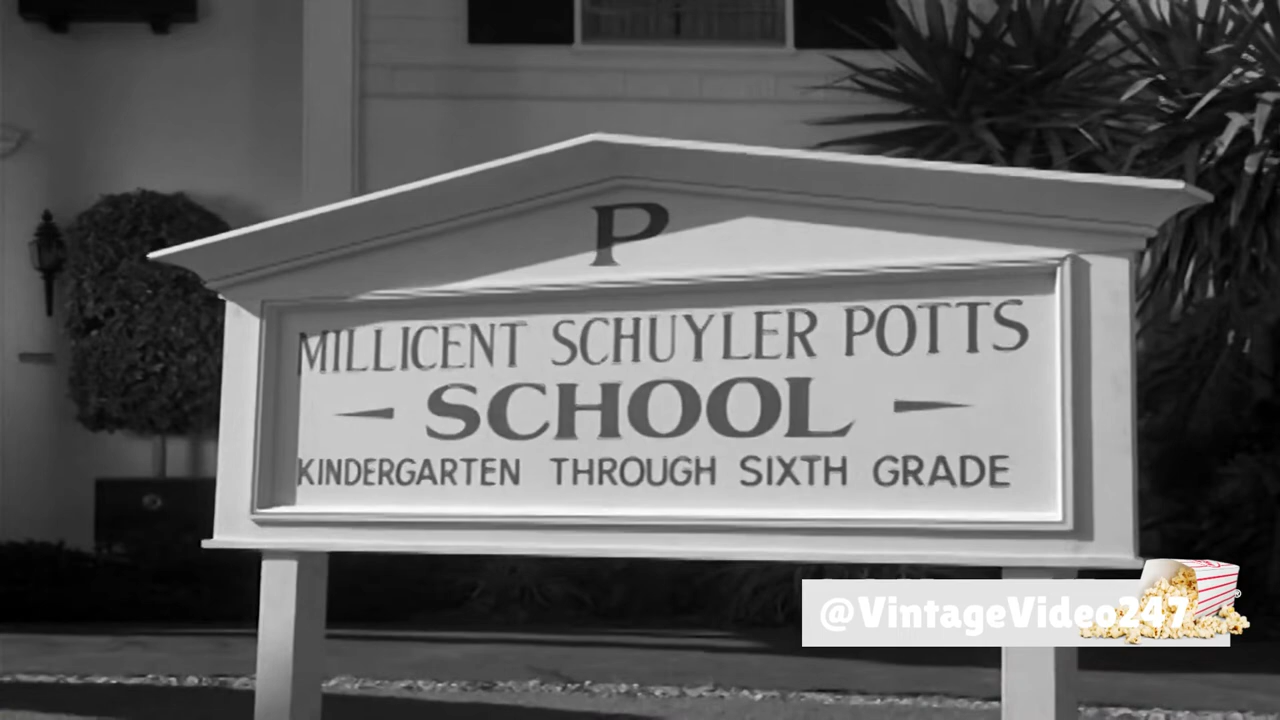 P
MILLICENT SCHUYLER POTTS
SCHOOL
KINDERGARTEN THROUGH SIXTH GRADE
@VintageVideo247